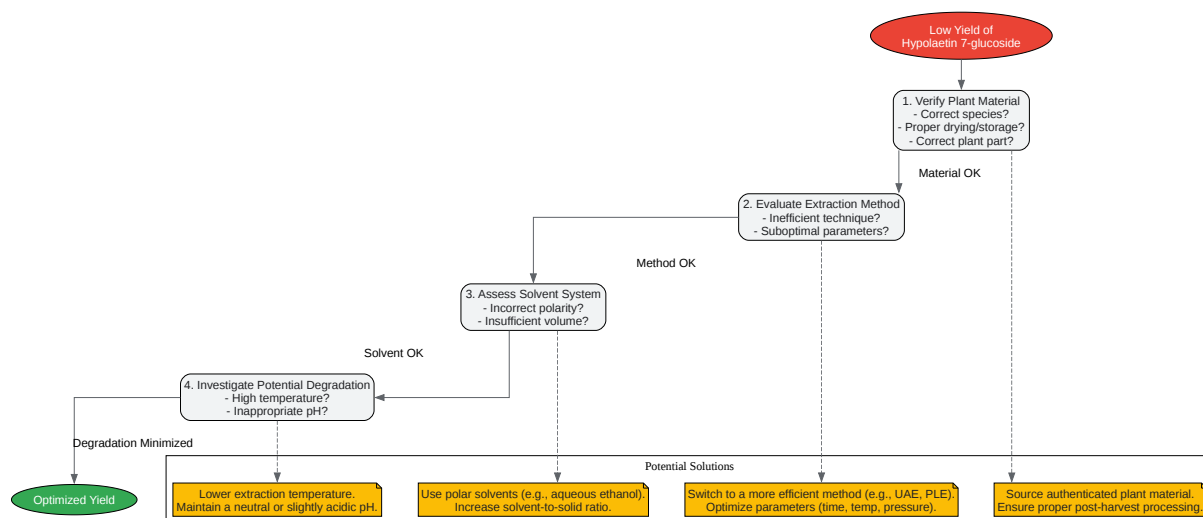 Low Yield of
Hypolaetin 7-glucoside
1. Verify Plant Material
- Correct species?
- Proper drying/storage?
- Correct plant part?
Material OK
2. Evaluate Extraction Method
- Inefficient technique?
- Suboptimal parameters?
Method OK
3. Assess Solvent System
- Incorrect polarity?
- Insufficient volume?
Solvent OK
4. Investigate Potential Degradation
- High temperature?
- Inappropriate pH?
Degradation Minimized
Optimized Yield
Potential Solutions
Lower extraction temperature.
Maintain a neutral or slightly acidic pH.
Use polar solvents (e.g., aqueous ethanol).
Increase solvent-to-solid ratio.
Switch to a more efficient method (e.g., UAE, PLE).
Optimize parameters (time, temp, pressure).
Source authenticated plant material.
Ensure proper post-harvest processing.